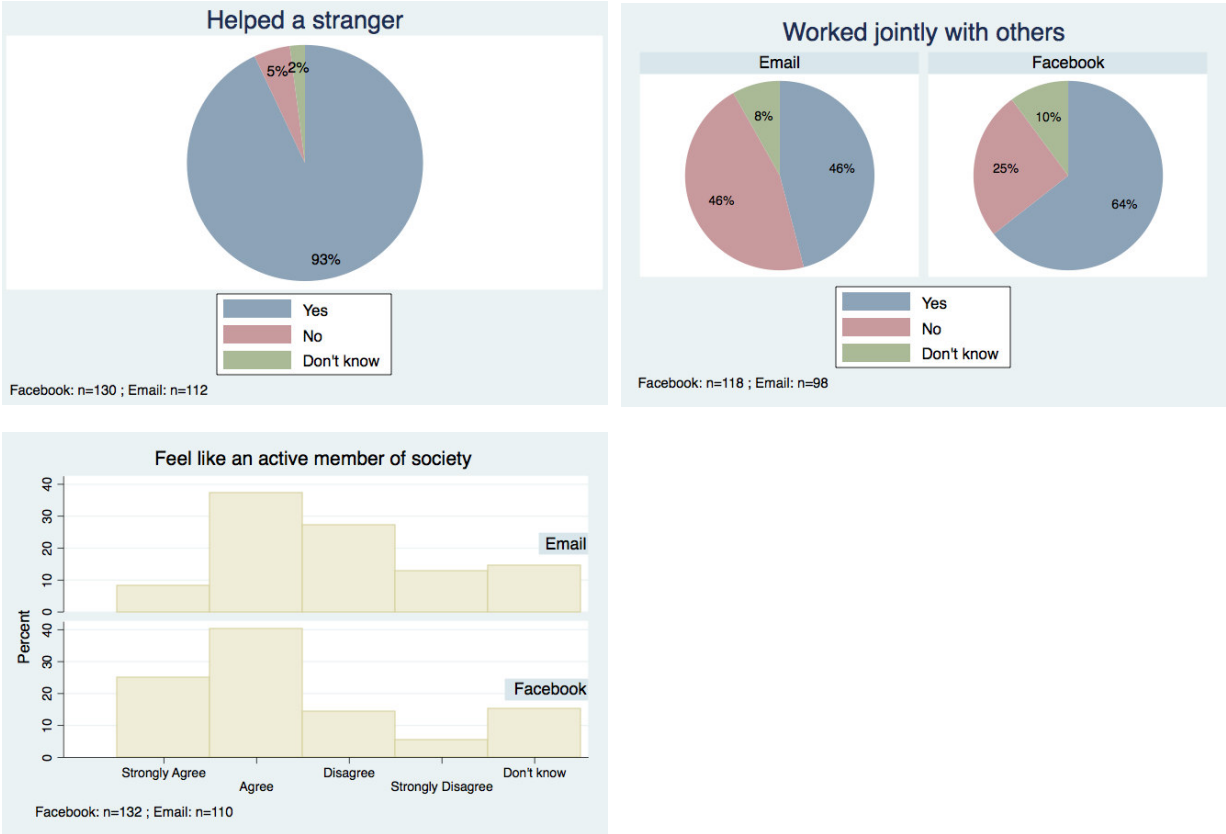 Helped a stranger
5%
2%
93%
Yes
No
Don't know
Facebook: n=130 ; Email: n=112
Worked jointly with others
Email
Facebook
8%
46%
46%
10%
25%
64%
Yes
No
Don't know
Facebook: n=118 ; Email: n=98
Feel like an active member of society
40
30
20
10
0
Email
Percent
40
30
20
10
0
Facebook
Strongly Agree
Agree
Disagree
Strongly Disagree
Don't know
Facebook: n=132 ; Email: n=110